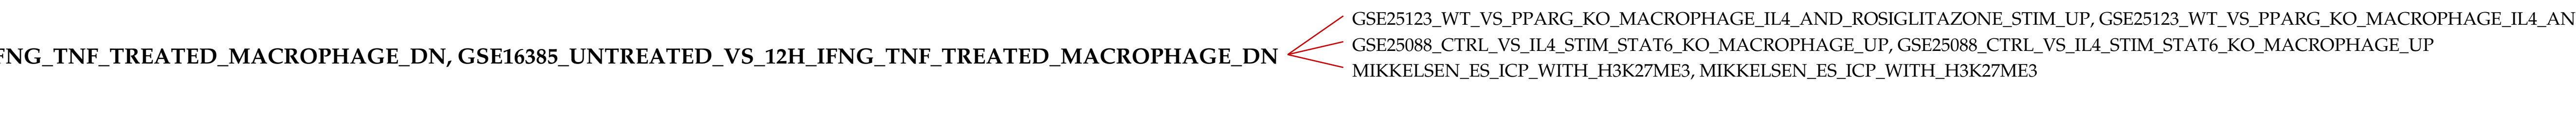 FNG_TNF_TREATED_MACROPHAGE_DN, GSE16385_UNTREATED_VS_12H_IFNG_TNF_TREATED_MACROPHAGE_DN
GSE25123_WT_VS_PPARG_KO_MACROPHAGE_IL4_AND_ROSIGLITAZONE_STIM_UP, GSE25123_WT_VS_PPARG_KO_MACROPHAGE_IL4_AN
GSE25088_CTRL_VS_IL4_STIM_STAT6_KO_MACROPHAGE_UP, GSE25088_CTRL_VS_IL4_STIM_STAT6_KO_MACROPHAGE_UP
MIKKELSEN_ES_ICP_WITH_H3K27ME3, MIKKELSEN_ES_ICP_WITH_H3K27ME3